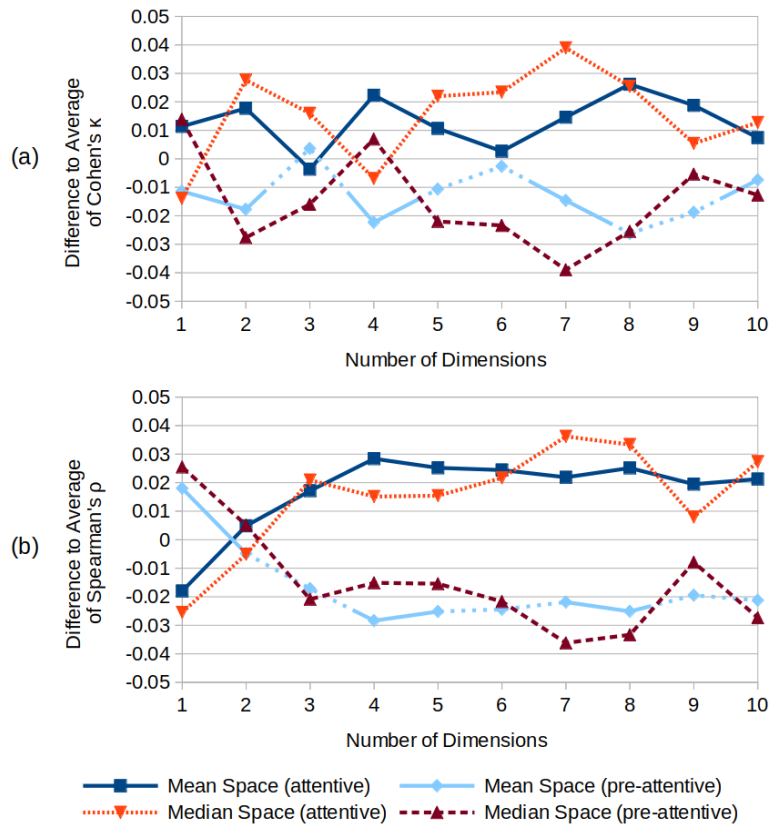 0.05
0.04
0.03
0.02
0.01
0
-0.01
-0.02
-0.03
-0.04
-0.05
(a)
Difference to Average
of Cohen's κ
1 2 3 4 5 6 7 8 9 10
Number of Dimensions
0.05
0.04
0.03
0.02
0.01
0
-0.01
-0.02
-0.03
-0.04
-0.05
(b)
Difference to Average
of Spearman's ρ
1 2 3 4 5 6 7 8 9 10
Number of Dimensions
Mean Space (attentive) Mean Space (pre-attentive)
Median Space (attentive) Median Space (pre-attentive)